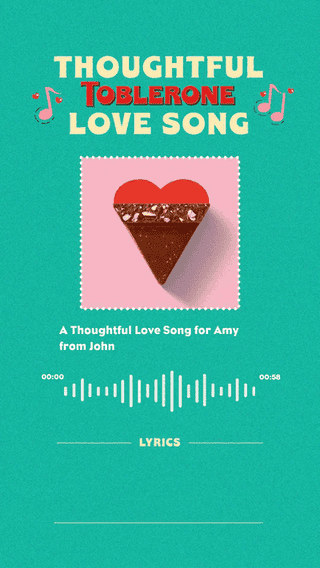 THOUGHTFUL
TOBLERONE
LOVE SONG
A Thoughtful Love Song for Amy
from John
00:00
00:58
LYRICS